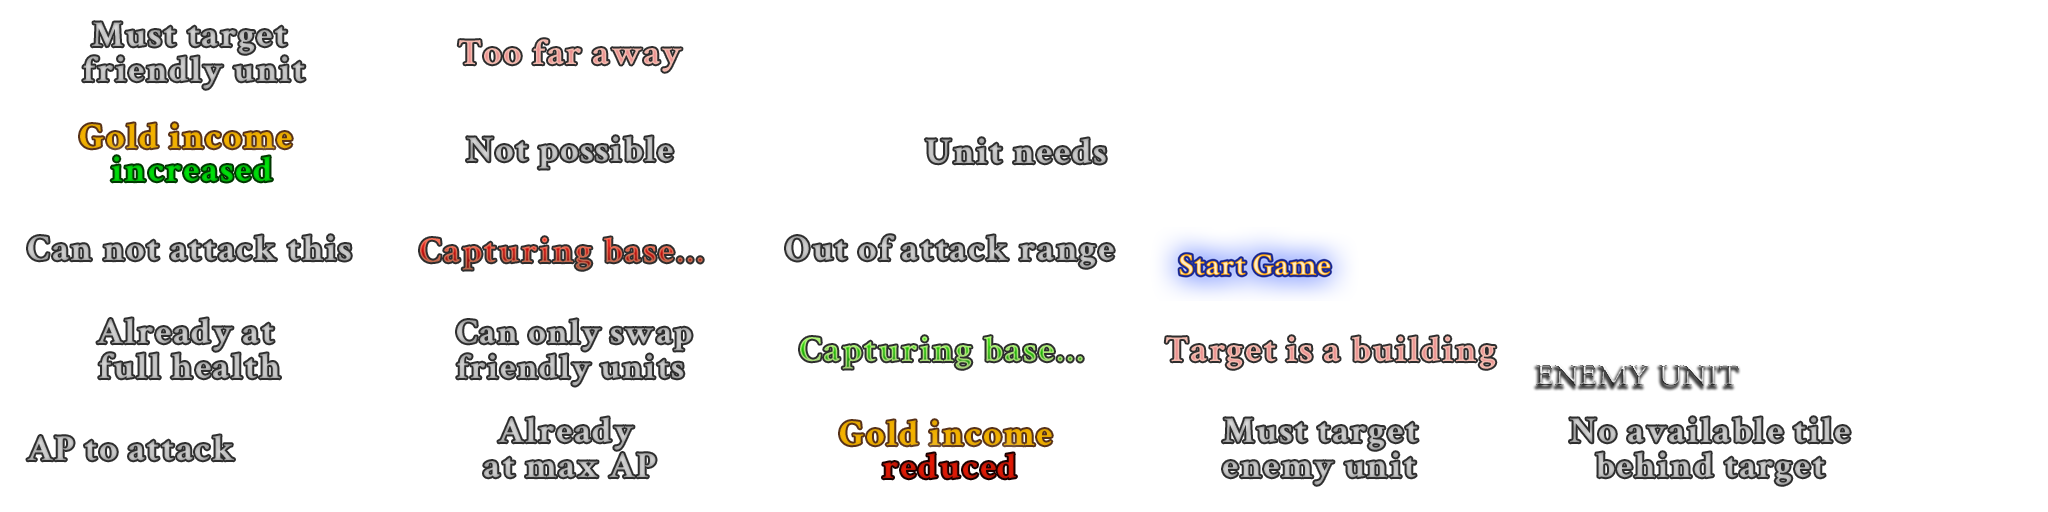 Must target
friendly unit
Too far away
Gold income
increased
Not possible
Unit needs
Can not attack this
Capturing base...
Out of attack range
Start Game
Already at
full health
Can only swap
friendly units
Capturing base...
Target is a building
ENEMY UNIT
AP to attack
Already
at max AP
Gold income
reduced
Must target
enemy unit
No available tile
behind target